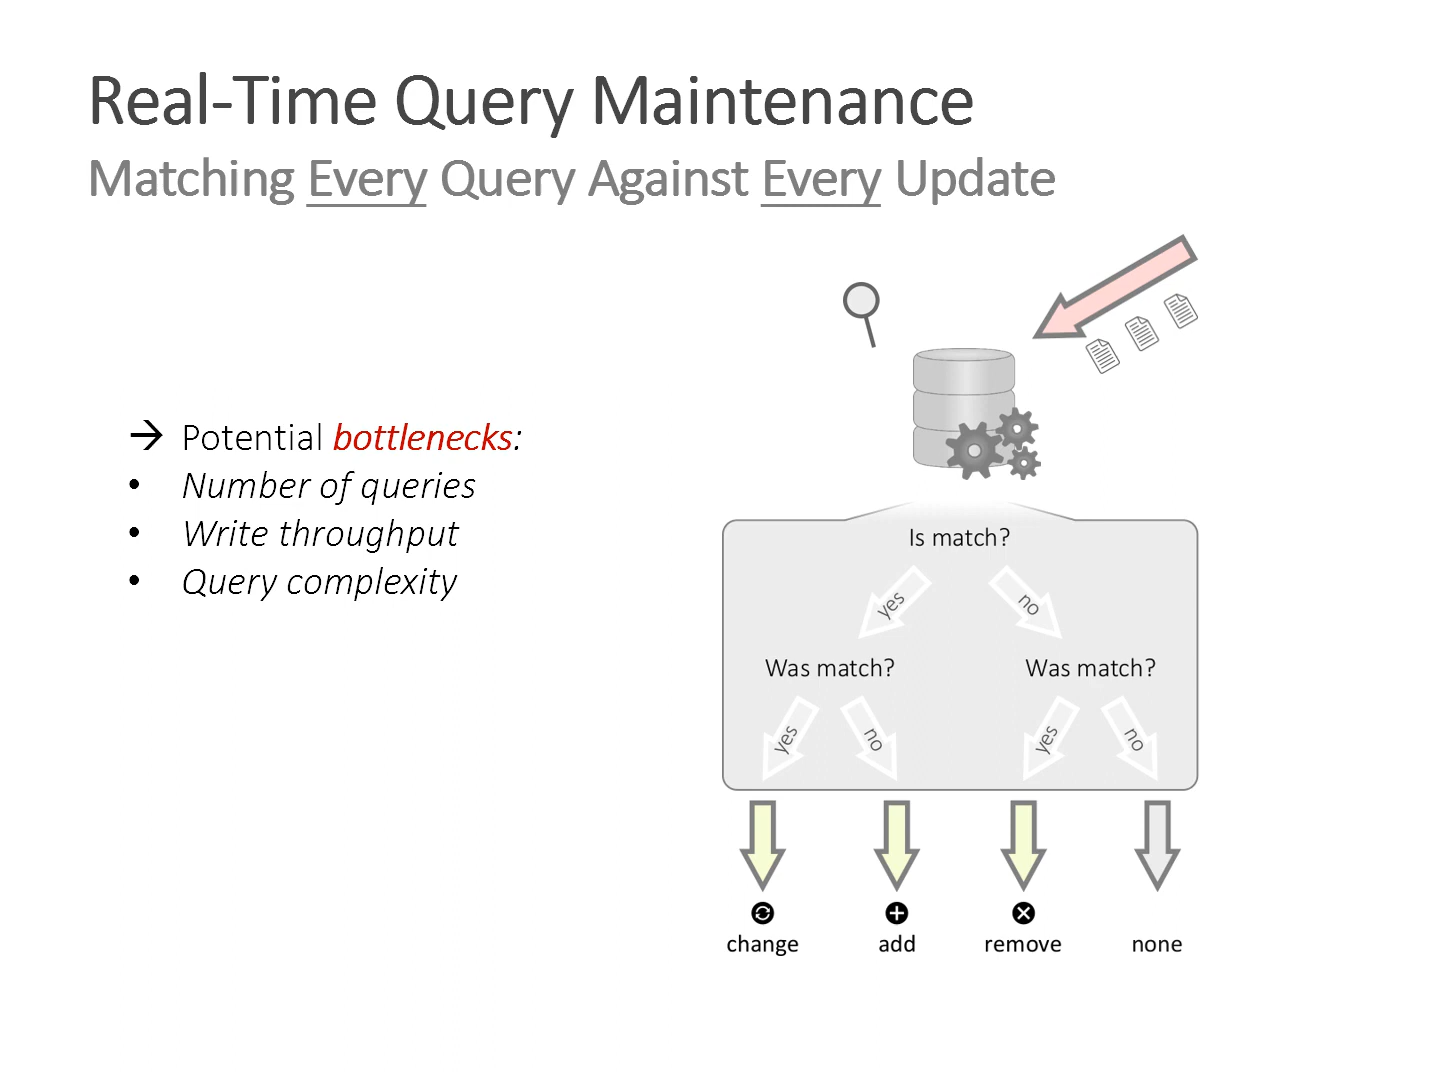 Real-Time Query Maintenance
Matching Every Query Against Every Update
→ Potential bottlenecks:
• Number of queries
• Write throughput
• Query complexity
Is match?
yes
no
Was match?
Was match?
yes
no
yes
no
change
add
remove
none